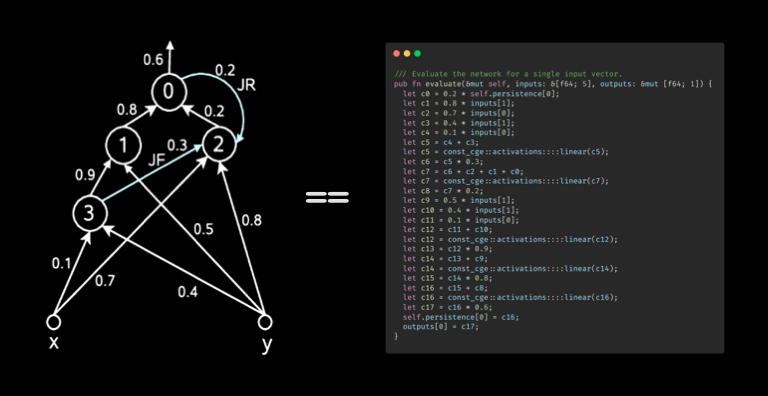 0.6
0.2
JR
0
0.8
0.2
1
0.3
2
JF
0.9
3
0.5
0.8
0.1
0.7
0.4
x
y
==
/// Evaluate the network for a single input vector.
pub fn evaluate(&mut self, inputs: &[f64; 5], outputs: &mut [f64; 1]) {
let c0 = 0.2 * self.persistence[0];
let c1 = 0.8 * inputs[1];
let c2 = 0.7 * inputs[0];
let c3 = 0.4 * inputs[1];
let c4 = 0.1 * inputs[0];
let c5 = c4 + c3;
let c5 = const_cge::activations::::linear(c5);
let c6 = c5 * 0.3;
let c7 = c6 + c2 + c1 + c0;
let c7 = const_cge::activations::::linear(c7);
let c8 = c7 * 0.2;
let c9 = 0.5 * inputs[1];
let c10 = 0.4 * inputs[1];
let c11 = 0.1 * inputs[0];
let c12 = c11 + c10;
let c12 = const_cge::activations::::linear(c12);
let c13 = c12 * 0.9;
let c14 = c13 + c9;
let c14 = const_cge::activations::::linear(c14);
let c15 = c14 * 0.8;
let c16 = c15 + c8;
let c16 = const_cge::activations::::linear(c16);
let c17 = c16 * 0.6;
self.persistence[0] = c16;
outputs[0] = c17;
}